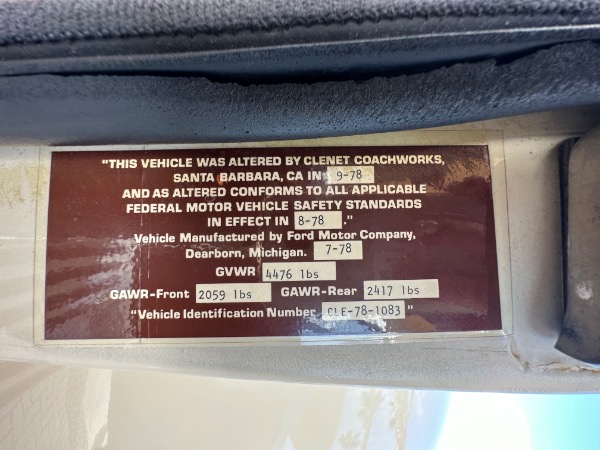 "THIS VEHICLE WAS ALTERED BY CLENET COACHWORKS,
SANTA BARBARA, CA IN 9-78
AND AS ALTERED CONFORMS TO ALL APPLICABLE
FEDERAL MOTOR VEHICLE SAFETY STANDARDS
IN EFFECT IN 8-78 ."
Vehicle Manufactured by Ford Motor Company,
Dearborn, Michigan. 7-78
GVWR 4476 lbs
GAWR-Front 2059 lbs GAWR-Rear 2417 lbs
"Vehicle Identification Number CLE-78-1083 "